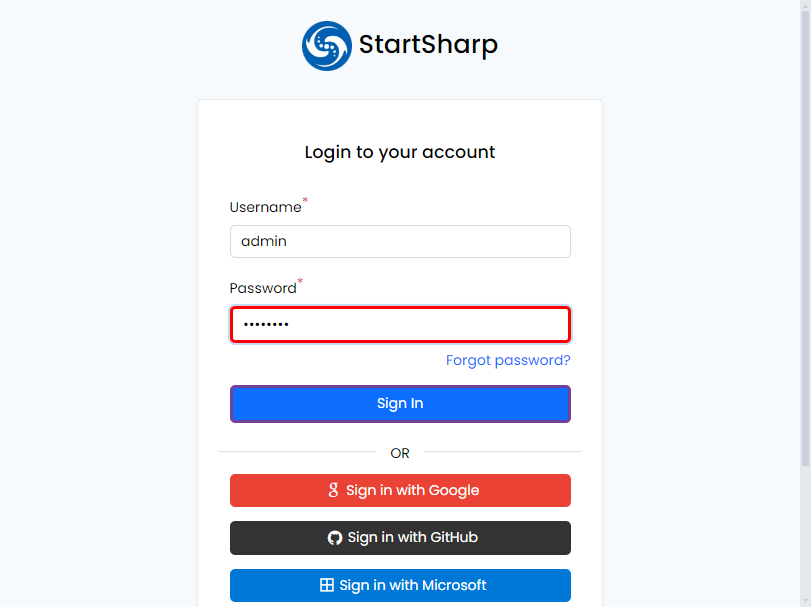 StartSharp
Login to your account
Username*
admin
Password*
••••••••
Forgot password?
Sign In
OR
Sign in with Google
Sign in with GitHub
Sign in with Microsoft